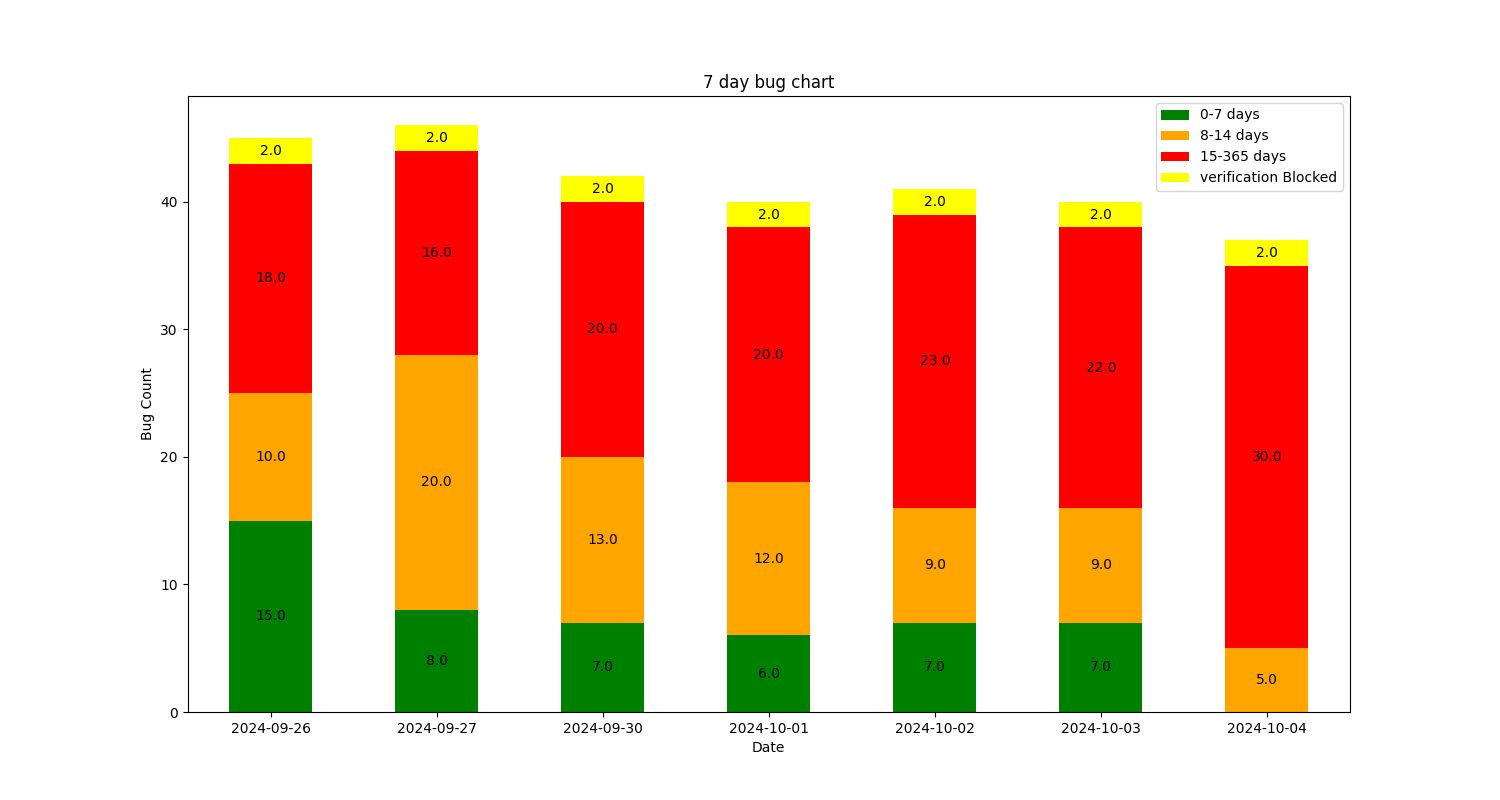 7 day bug chart
0-7 days
8-14 days
15-365 days
verification Blocked
Bug Count
40
30
20
10
0
2.0 2.0 2.0 2.0 2.0 2.0 2.0
18.0 16.0 20.0 20.0 23.0 22.0 30.0
10.0 20.0 13.0 12.0 9.0 9.0 5.0
15.0 8.0 7.0 6.0 7.0 7.0
2024-09-26 2024-09-27 2024-09-30 2024-10-01 2024-10-02 2024-10-03 2024-10-04
Date